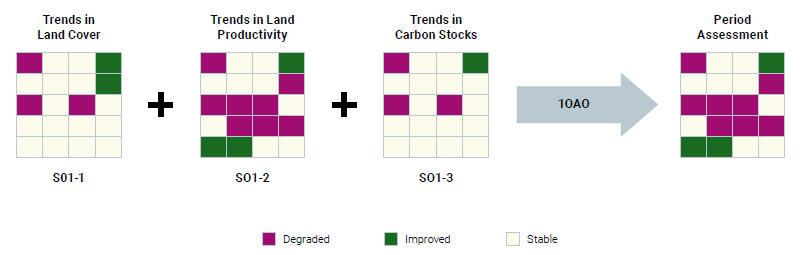 Trends in
Land Cover
Trends in Land
Productivity
Trends in
Carbon Stocks
Period
Assessment
1OAO
S01-1
SO1-2
SO1-3
Degraded
Improved
Stable